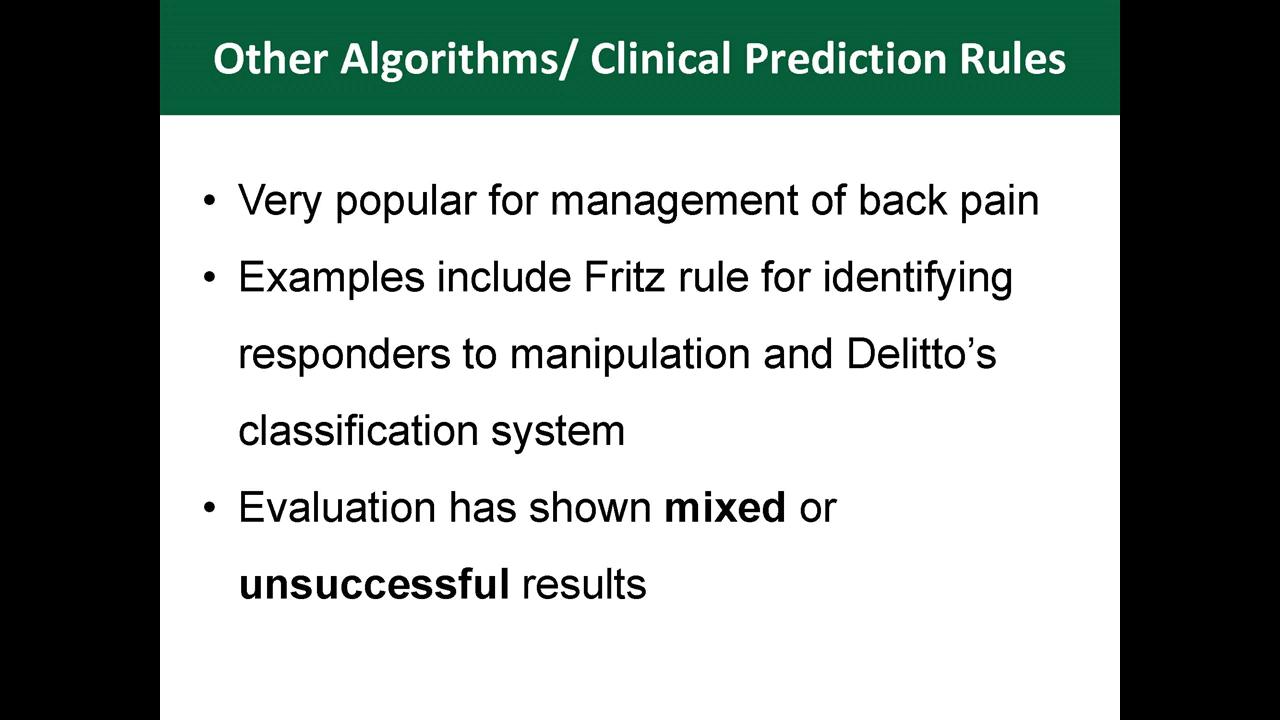 Other Algorithms/ Clinical Prediction Rules
• Very popular for management of back pain
• Examples include Fritz rule for identifying
responders to manipulation and Delitto’s
classification system
• Evaluation has shown mixed or
unsuccessful results